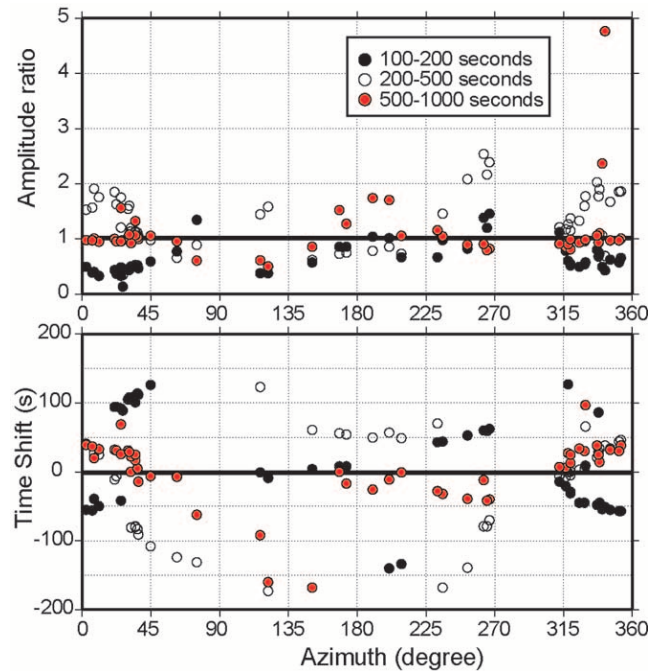 5
4
3
2
1
0
Amplitude ratio
100-200 seconds
200-500 seconds
500-1000 seconds
0 45 90 135 180 225 270 315 360
200
100
0
-100
-200
Time Shift (s)
0 45 90 135 180 225 270 315 360
Azimuth (degree)